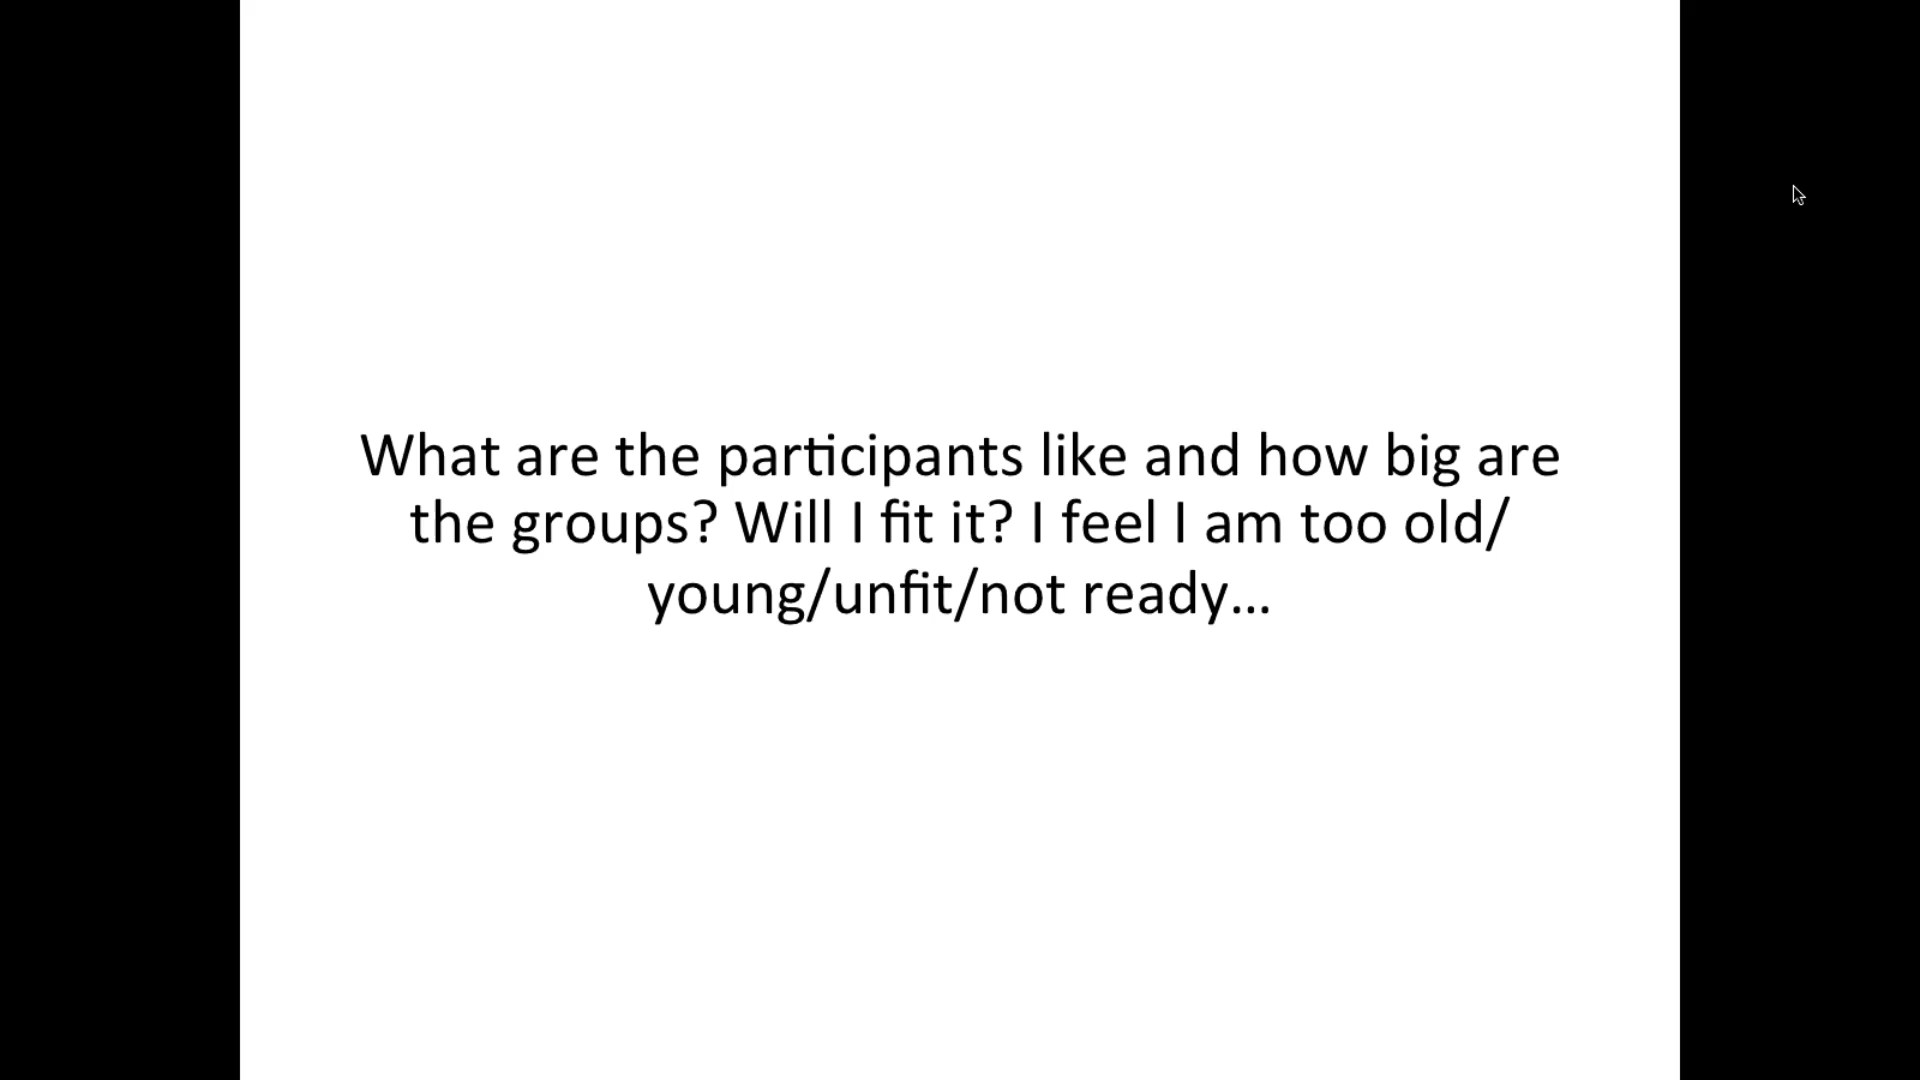 What are the participants like and how big are
the groups? Will I fit it? I feel I am too old/
young/unfit/not ready...